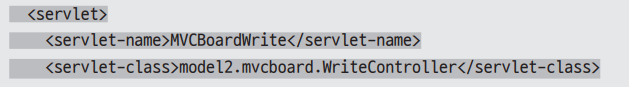 <servlet>
<servlet-name>MVCBoardWrite</servlet-name>
<servlet-class>model2.mvcboard.WriteController</servlet-class>